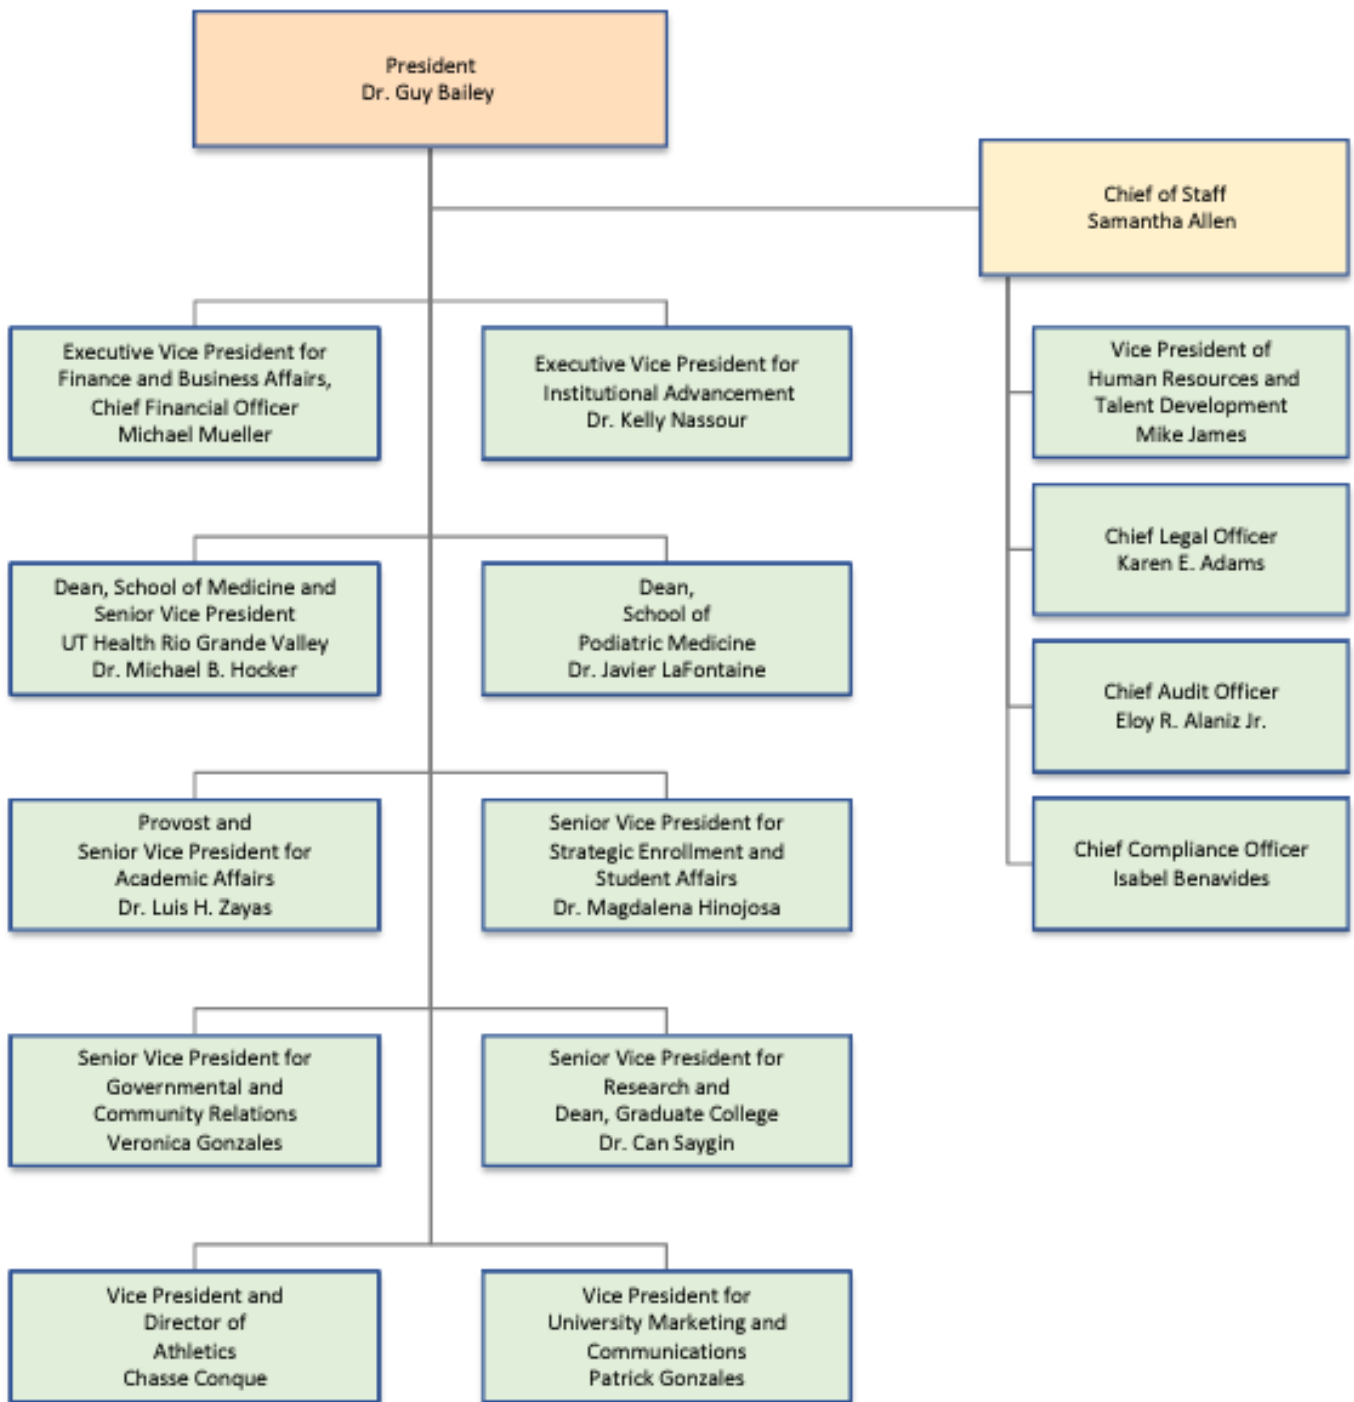 President
Dr. Guy Bailey
Chief of Staff
Samantha Allen
Executive Vice President for
Finance and Business Affairs,
Chief Financial Officer
Michael Mueller
Executive Vice President for
Institutional Advancement
Dr. Kelly Nassour
Vice President of
Human Resources and
Talent Development
Mike James
Chief Legal Officer
Karen E. Adams
Dean, School of Medicine and
Senior Vice President
UT Health Rio Grande Valley
Dr. Michael B. Hocker
Dean,
School of
Podiatric Medicine
Dr. Javier LaFontaine
Chief Audit Officer
Eloy R. Alaniz Jr.
Provost and
Senior Vice President for
Academic Affairs
Dr. Luis H. Zayas
Senior Vice President for
Strategic Enrollment and
Student Affairs
Dr. Magdalena Hinojosa
Chief Compliance Officer
Isabel Benavides
Senior Vice President for
Governmental and
Community Relations
Veronica Gonzales
Senior Vice President for
Research and
Dean, Graduate College
Dr. Can Saygin
Vice President and
Director of
Athletics
Chasse Conque
Vice President for
University Marketing and
Communications
Patrick Gonzales